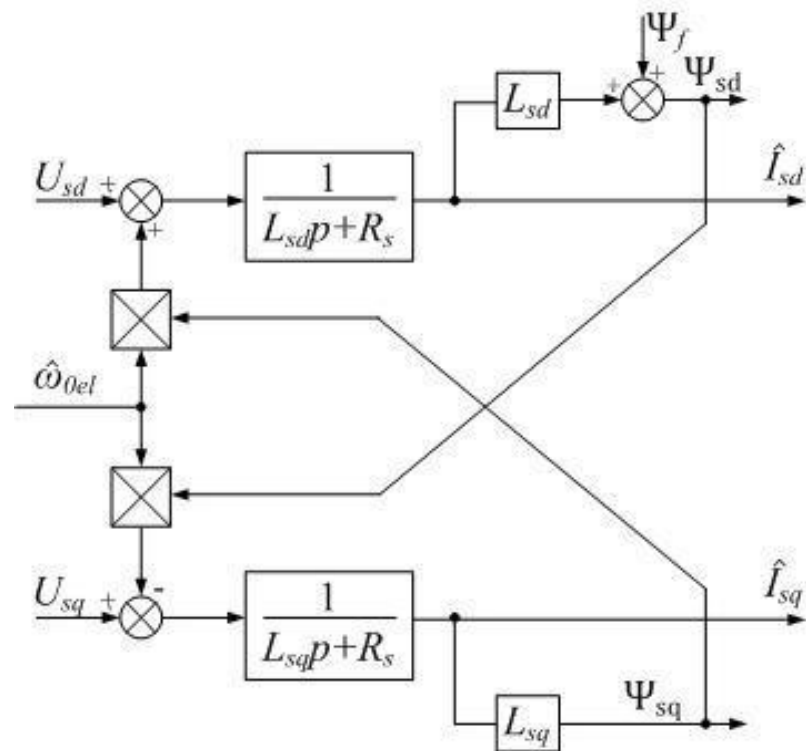 Ψf
Ψsd
+ +
Lsd
Usd + +
1
Lsdp+Rs
Îsd
ω̂0el
Usq + -
1
Lsqp+Rs
Îsq
Lsq
Ψsq